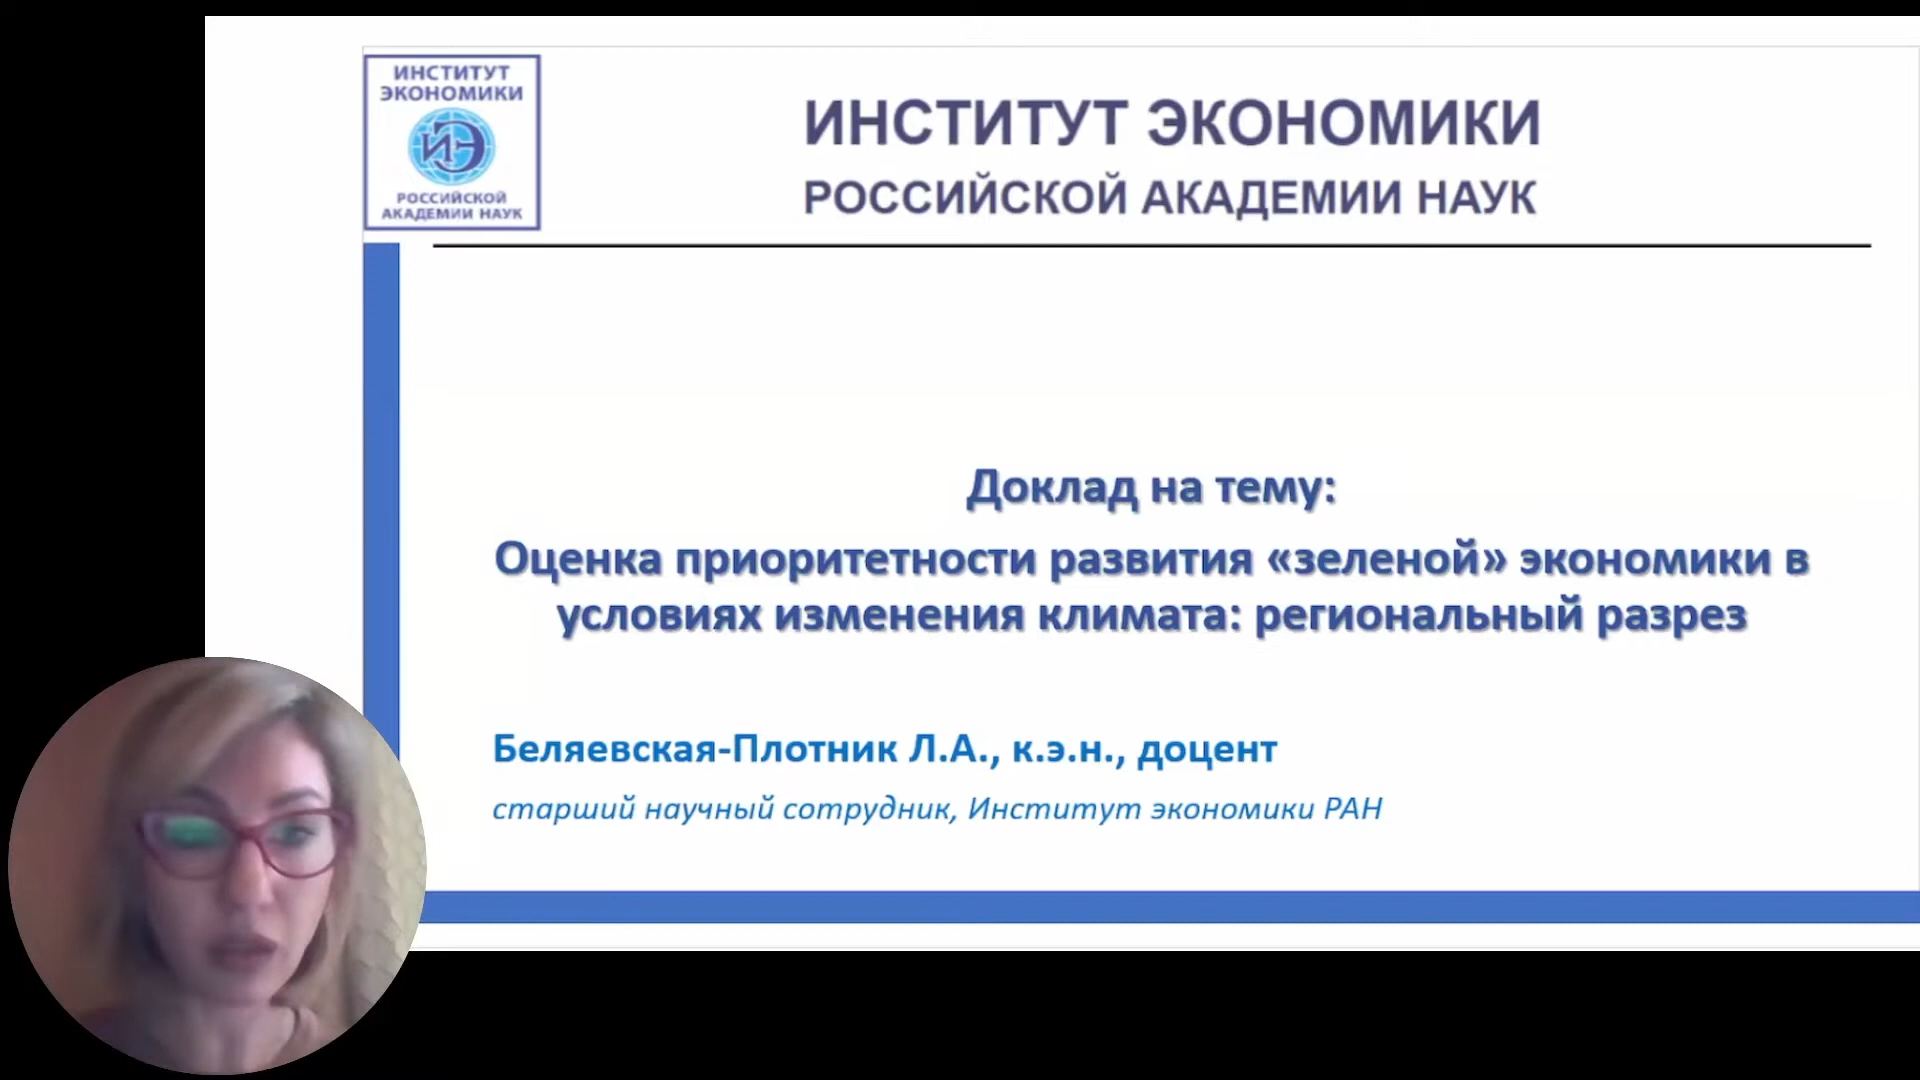 ИНСТИТУТ
ЭКОНОМИКИ
ИЭ
РОССИЙСКОЙ
АКАДЕМИИ НАУК
ИНСТИТУТ ЭКОНОМИКИ
РОССИЙСКОЙ АКАДЕМИИ НАУК
Доклад на тему:
Оценка приоритетности развития «зеленой» экономики в
условиях изменения климата: региональный разрез
Беляевская-Плотник Л.А., к.э.н., доцент
старший научный сотрудник, Институт экономики РАН